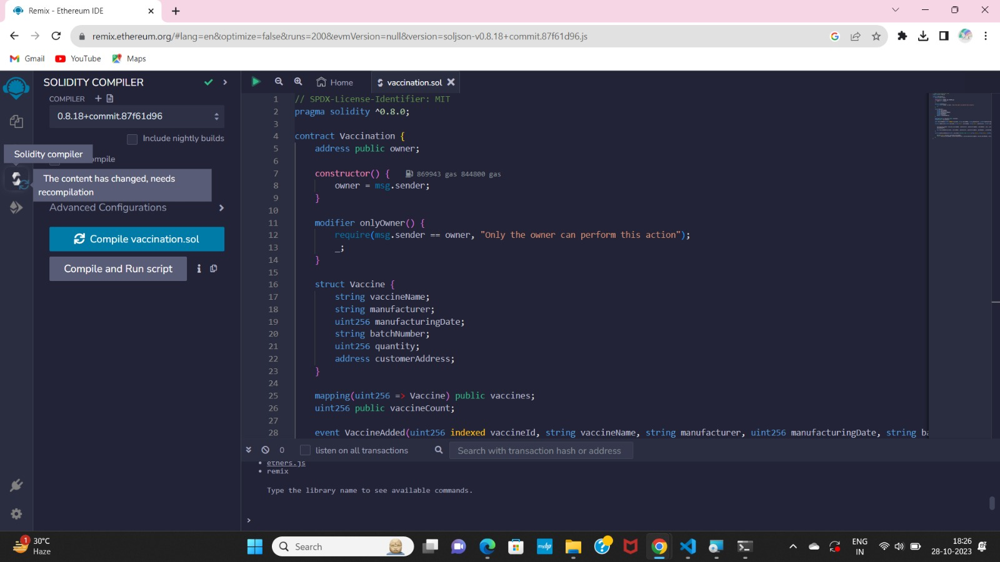 Remix - Ethereum IDE
remix.ethereum.org/#lang=en&optimize=false&runs=200&evmVersion=null&version=soljson-v0.8.18+commit.87f61d96.js
Gmail YouTube Maps
SOLIDITY COMPILER
COMPILER
0.8.18+commit.87f61d96
Include nightly builds
Solidity compiler
mpile
The content has changed, needs
recompilation
Advanced Configurations
Compile vaccination.sol
Compile and Run script
Home vaccination.sol
1 // SPDX-License-Identifier: MIT
2 pragma solidity ^0.8.0;
3
4 contract Vaccination {
5 address public owner;
6
7 constructor() { 869943 gas 844800 gas
8 owner = msg.sender;
9 }
10
11 modifier onlyOwner() {
12 require(msg.sender == owner, "Only the owner can perform this action");
13 _;
14 }
15
16 struct Vaccine {
17 string vaccineName;
18 string manufacturer;
19 uint256 manufacturingDate;
20 string batchNumber;
21 uint256 quantity;
22 address customerAddress;
23 }
24
25 mapping(uint256 => Vaccine) public vaccines;
26 uint256 public vaccineCount;
27
28 event VaccineAdded(uint256 indexed vaccineId, string vaccineName, string manufacturer, uint256 manufacturingDate, string ba
0 listen on all transactions Search with transaction hash or address
• ethers.js
• remix
Type the library name to see available commands.
>
1 30°C
Haze
Search
myhp
ENG
IN
18:26
28-10-2023